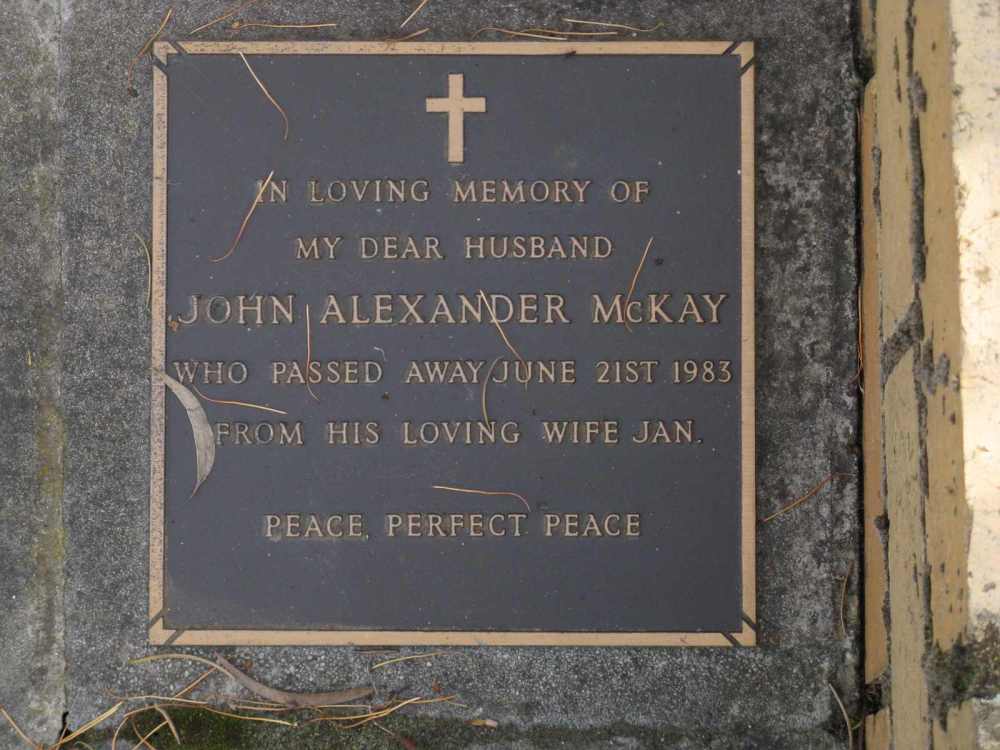 IN LOVING MEMORY OF
MY DEAR HUSBAND
JOHN ALEXANDER McKAY
WHO PASSED AWAY JUNE 21ST 1983
FROM HIS LOVING WIFE JAN.
PEACE, PERFECT PEACE